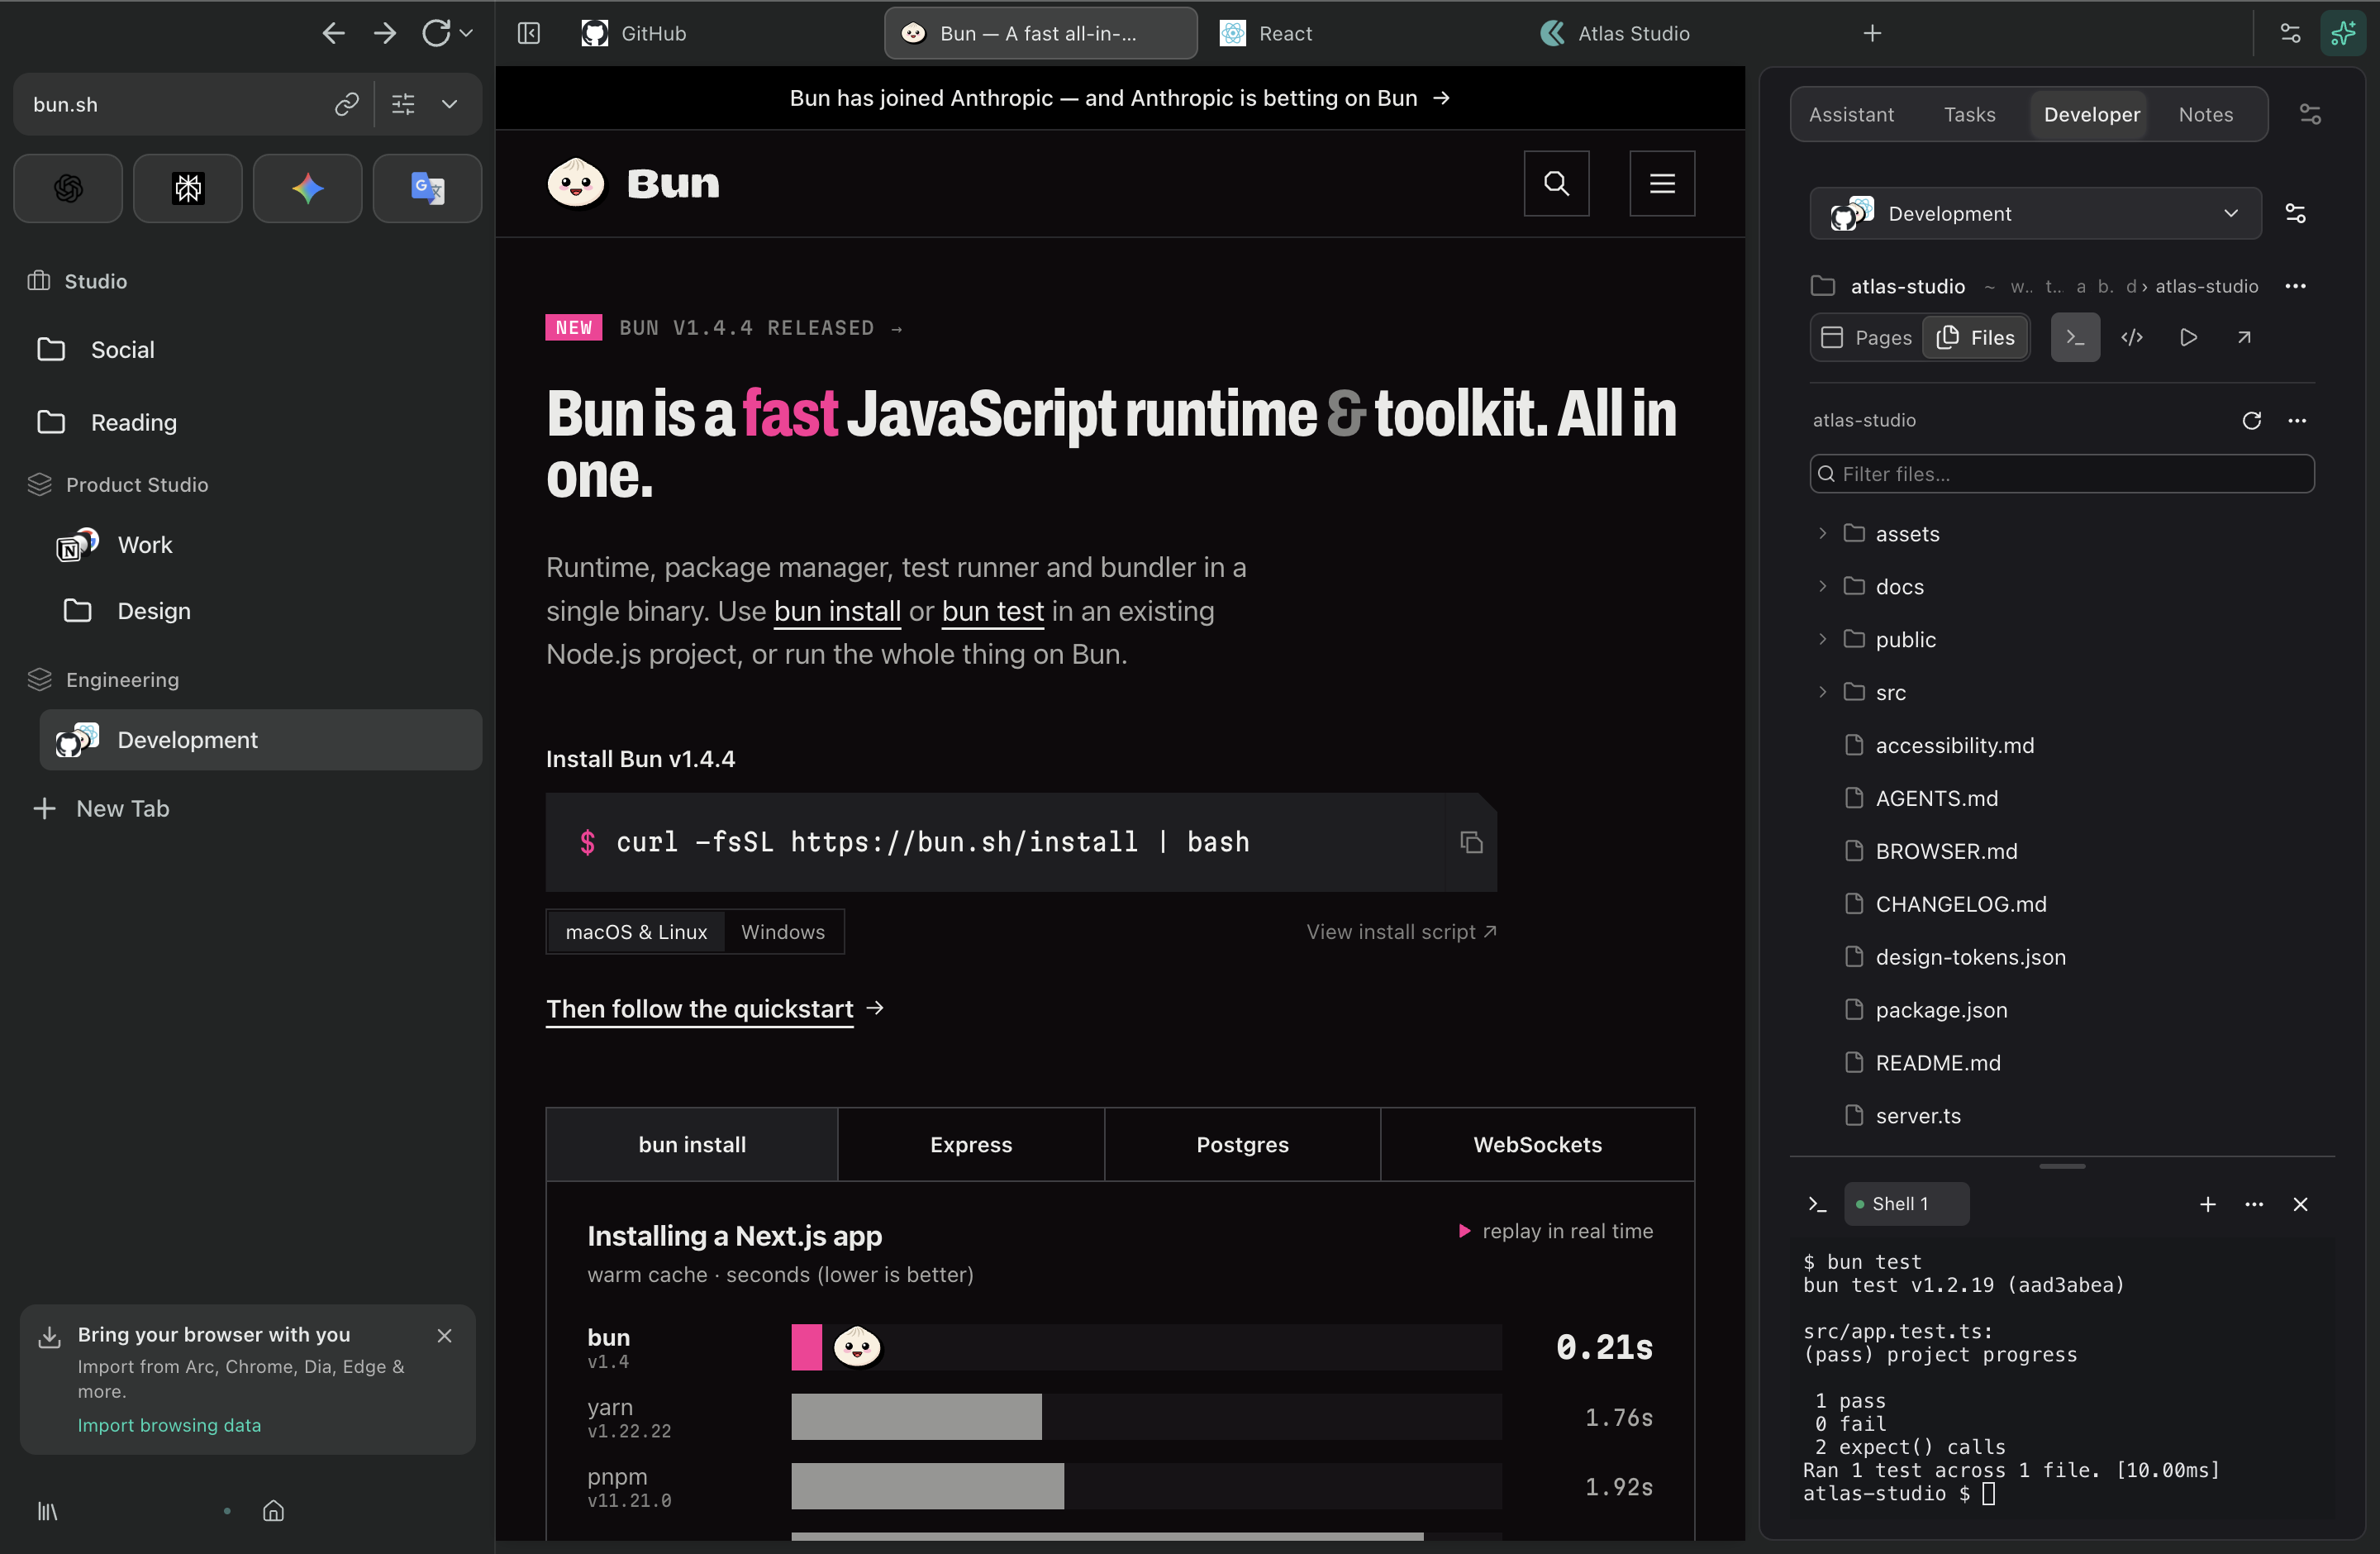 GitHub
Bun — A fast all-in-...
React
Atlas Studio
bun.sh
Studio
Social
Reading
Product Studio
Work
Design
Engineering
Development
New Tab
Bring your browser with you
Import from Arc, Chrome, Dia, Edge &
more.
Import browsing data
Bun has joined Anthropic — and Anthropic is betting on Bun →
Bun
NEW BUN V1.4.4 RELEASED →
Bun is a fast JavaScript runtime & toolkit. All in
one.
Runtime, package manager, test runner and bundler in a
single binary. Use bun install or bun test in an existing
Node.js project, or run the whole thing on Bun.
Install Bun v1.4.4
$ curl -fsSL https://bun.sh/install | bash
macOS & Linux
Windows
View install script ↗
Then follow the quickstart →
bun install
Express
Postgres
WebSockets
Installing a Next.js app
replay in real time
warm cache · seconds (lower is better)
bun
v1.4
0.21s
yarn
v1.22.22
1.76s
pnpm
v11.21.0
1.92s
Assistant
Tasks
Developer
Notes
Development
atlas-studio ~ w.. t... a b. d › atlas-studio
Pages
Files
atlas-studio
Filter files...
assets
docs
public
src
accessibility.md
AGENTS.md
BROWSER.md
CHANGELOG.md
design-tokens.json
package.json
README.md
server.ts
Shell 1
$ bun test
bun test v1.2.19 (aad3abea)
src/app.test.ts:
(pass) project progress
1 pass
0 fail
2 expect() calls
Ran 1 test across 1 file. [10.00ms]
atlas-studio $